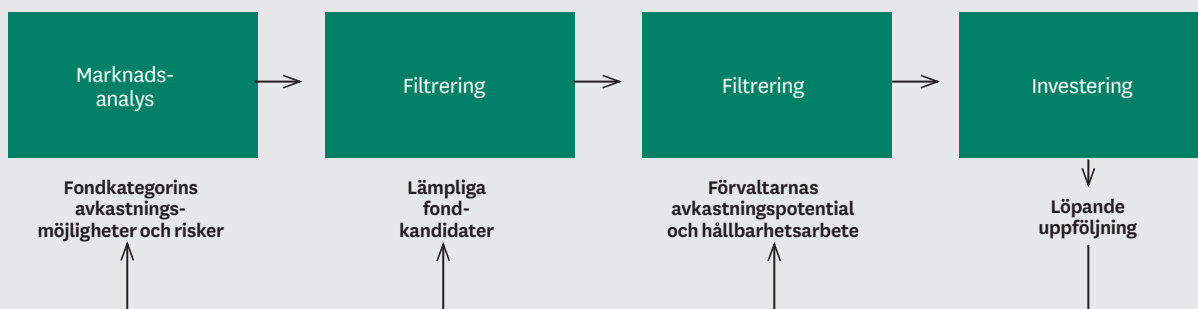 Marknads-
analys
Filtrering
Filtrering
Investering
Fondkategorins
avkastnings-
möjligheter och risker
Lämpliga
fond-
kandidater
Förvaltarnas
avkastningspotential
och hållbarhetsarbete
Löpande
uppföljning